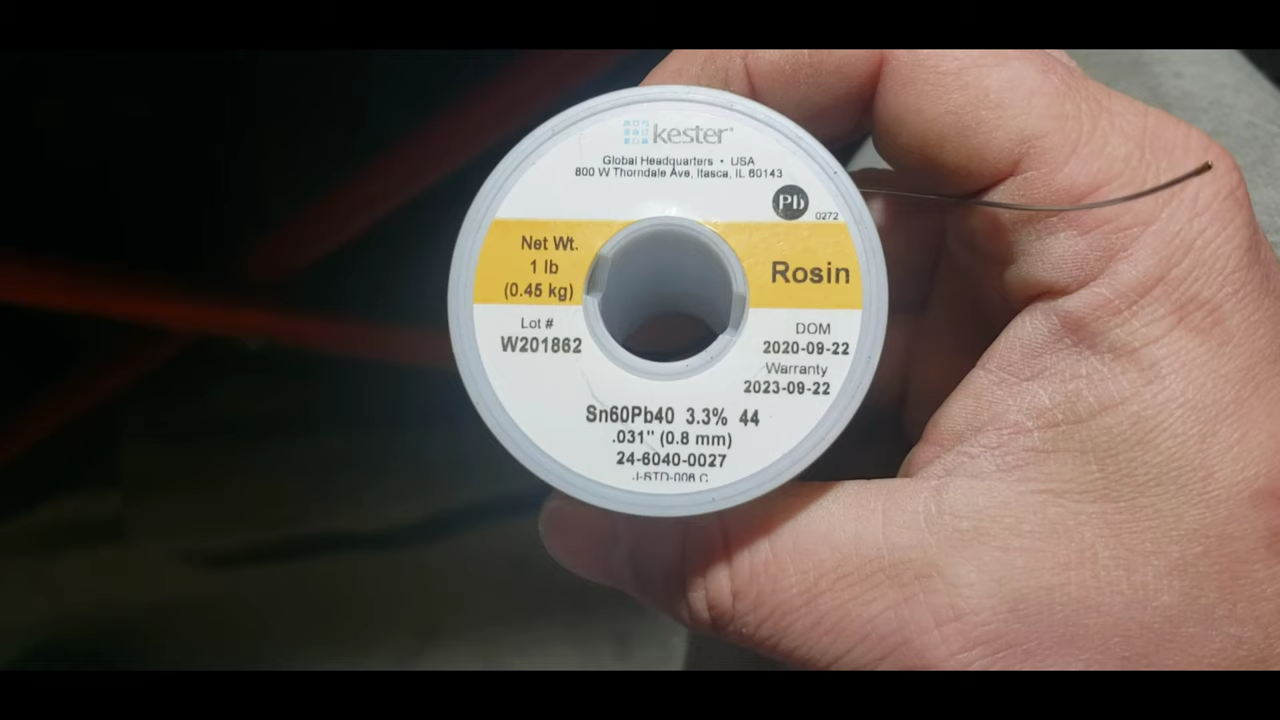 kester®
Global Headquarters • USA
800 W Thorndale Ave, Itasca, IL 60143
Pb
0272
Net Wt.
1 lb
(0.45 kg)
Rosin
Lot #
W201862
DOM
2020-09-22
Warranty
2023-09-22
Sn60Pb40 3.3% 44
.031" (0.8 mm)
24-6040-0027
J-STD-006 C